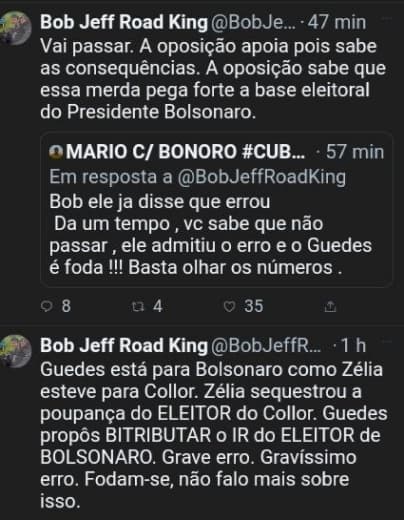 Bob Jeff Road King @BobJe... · 47 min
Vai passar. A oposição apoia pois sabe
as consequências. A oposição sabe que
essa merda pega forte a base eleitoral
do Presidente Bolsonaro.
MARIO C/ BONORO #CUB... · 57 min
Em resposta a @BobJeffRoadKing
Bob ele ja disse que errou
Da um tempo , vc sabe que não
passar , ele admitiu o erro e o Guedes
é foda !!! Basta olhar os números .
8 4 35
Bob Jeff Road King @BobJeffR... · 1 h
Guedes está para Bolsonaro como Zélia
esteve para Collor. Zélia sequestrou a
poupança do ELEITOR do Collor. Guedes
propôs BITRIBUTAR o IR do ELEITOR de
BOLSONARO. Grave erro. Gravíssimo
erro. Fodam-se, não falo mais sobre
isso.